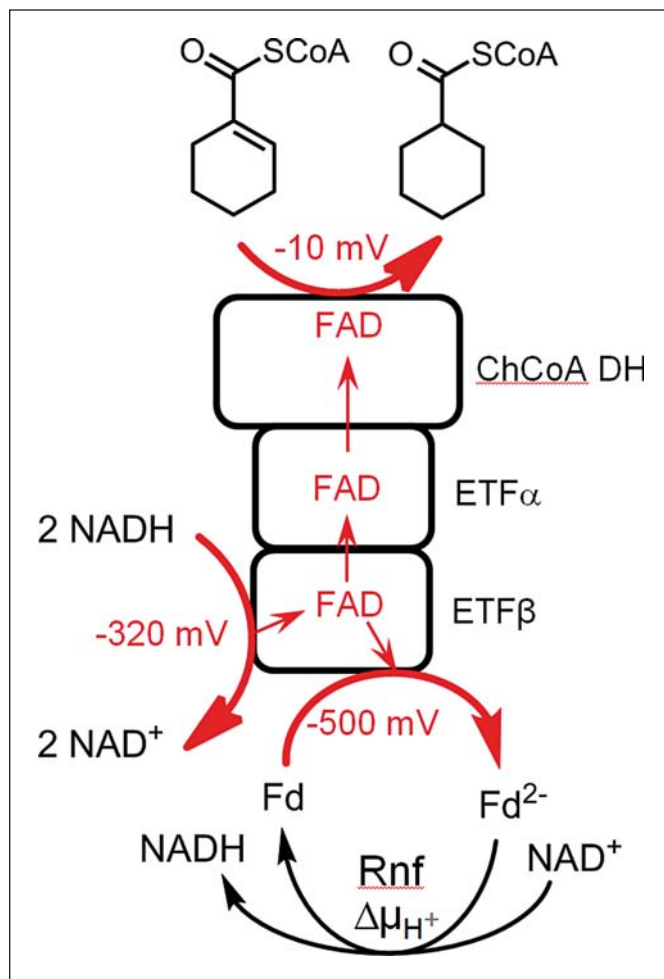 O SCoA O SCoA
-10 mV
FAD
ChCoA DH
FAD
ETFα
2 NADH
FAD
ETFβ
-320 mV
-500 mV
2 NAD⁺
Fd Fd²⁻
NADH Rnf NAD⁺
Δμ_H⁺